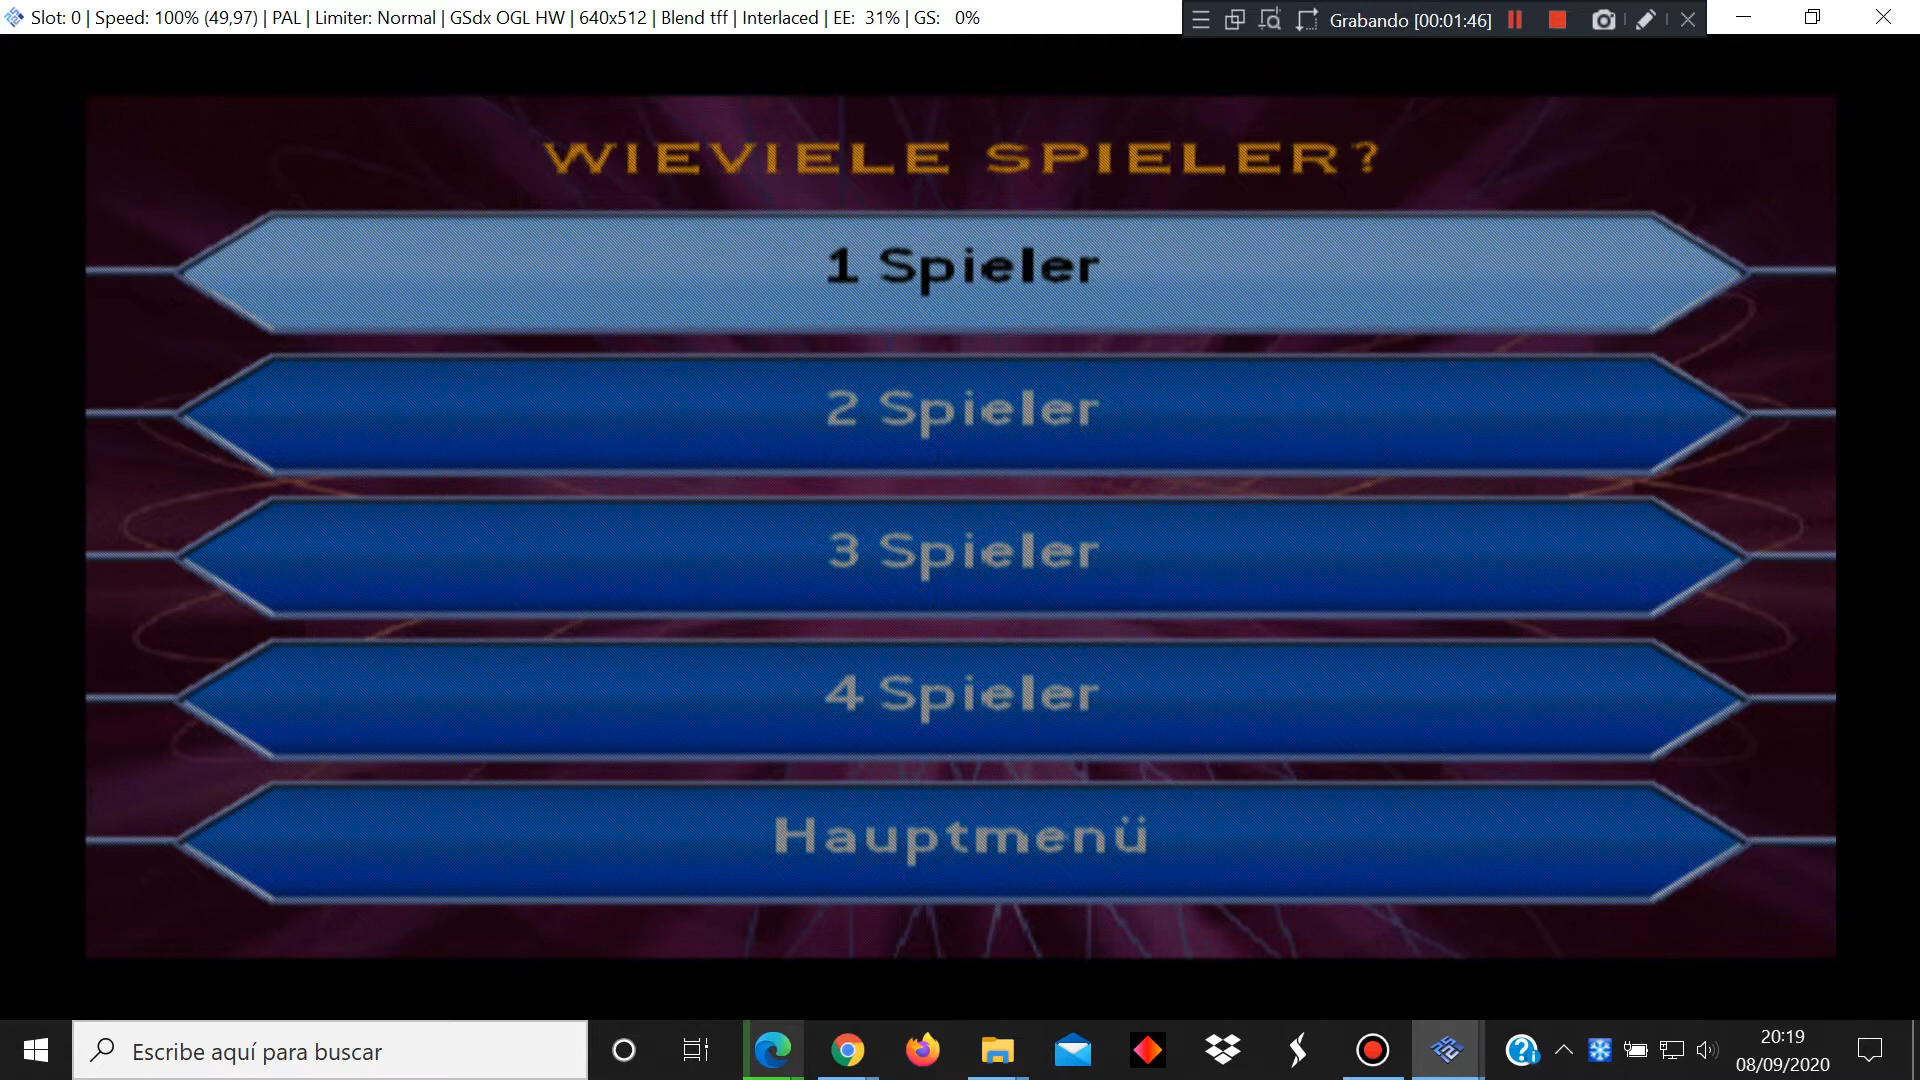 Slot: 0 | Speed: 100% (49,97) | PAL | Limiter: Normal | GSdx OGL HW | 640x512 | Blend tff | Interlaced | EE: 31% | GS: 0%
Grabando [00:01:46]
WIEVIELE SPIELER?
1 Spieler
2 Spieler
3 Spieler
4 Spieler
Hauptmenü
Escribe aquí para buscar
20:19
08/09/2020